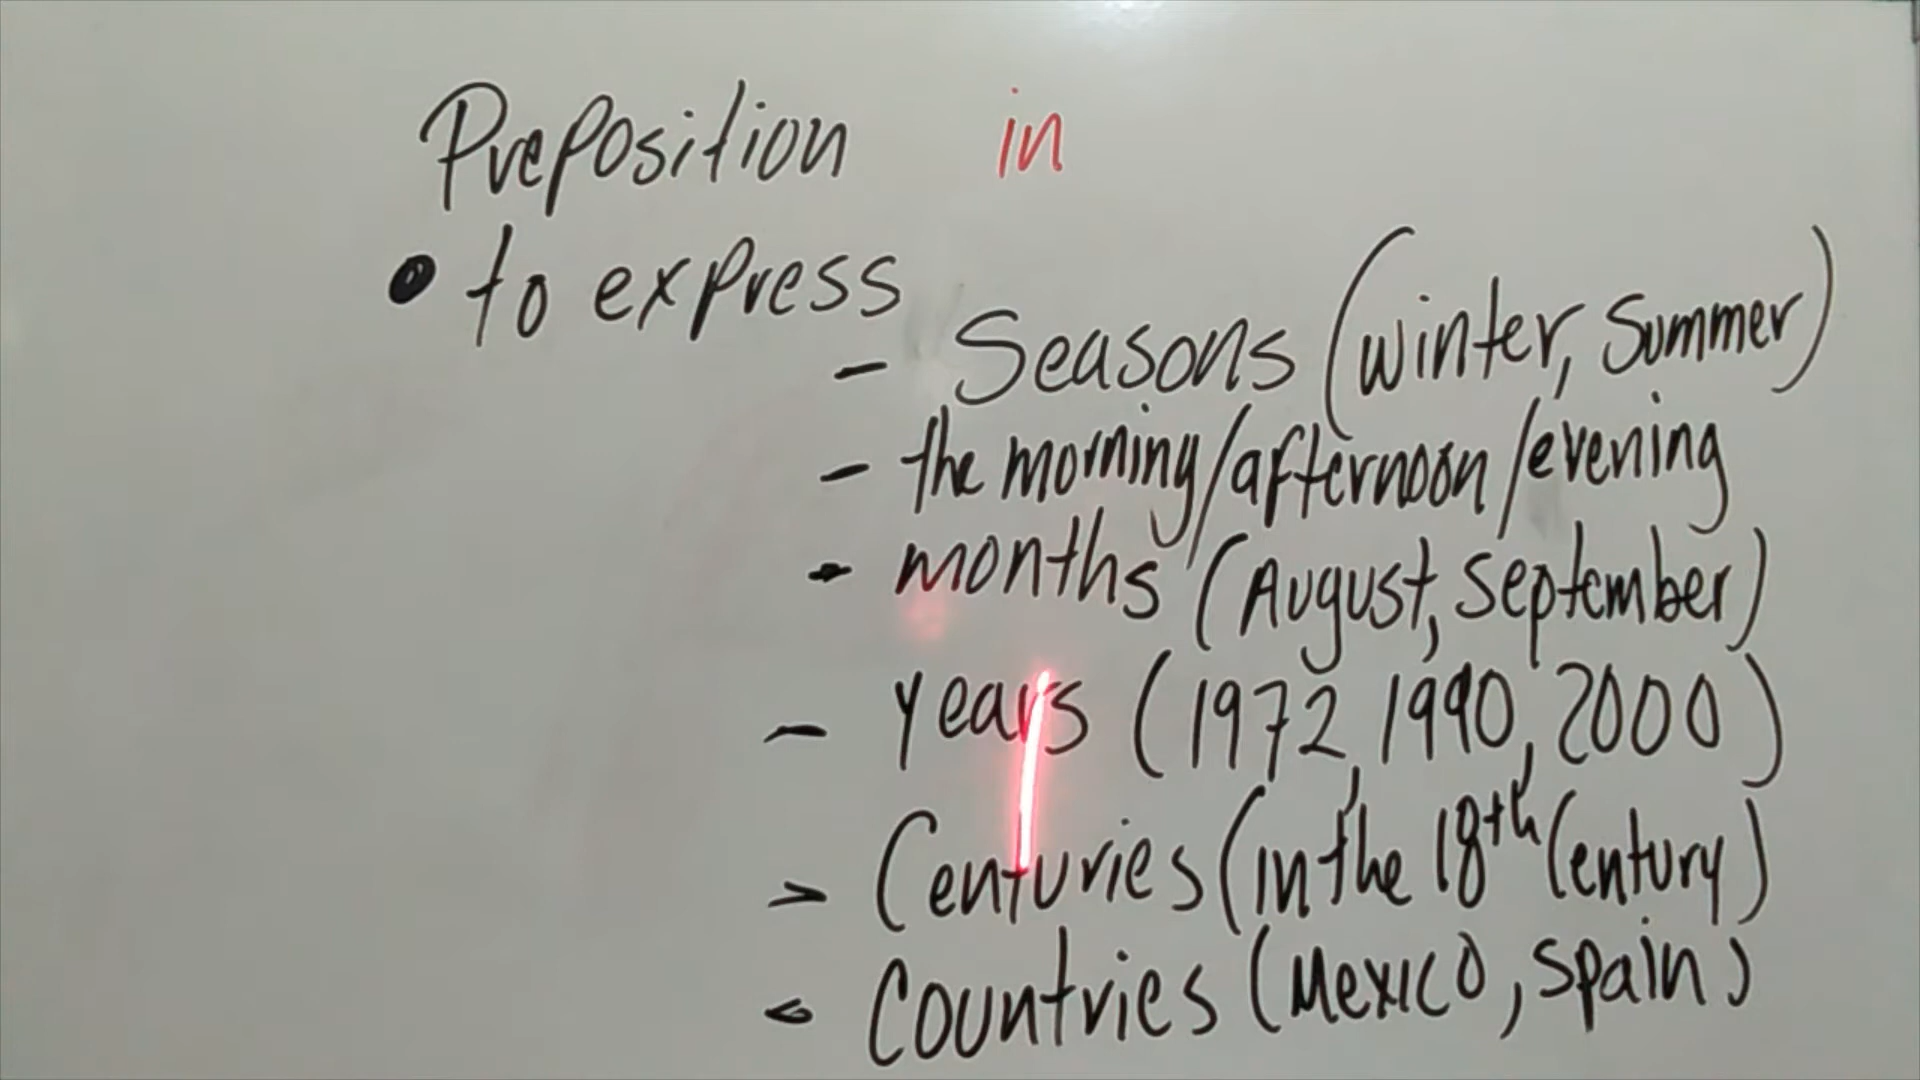 Preposition in
• to express
- Seasons (winter, summer)
- the morning/afternoon/evening
- months (August, September)
- years (1972, 1990, 2000)
- Centuries (in the 18th Century)
- Countries (Mexico, Spain)